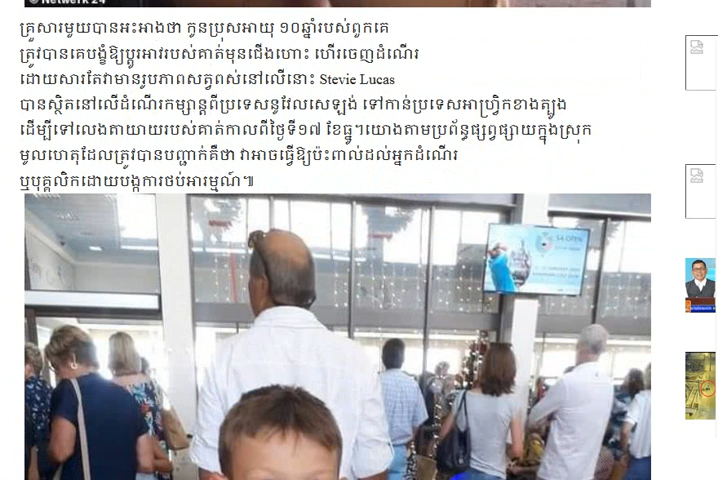 © Netwerk 24
គ្រួសារមួយបានអះអាងថា កូនប្រុសអាយុ ១០ឆ្នាំរបស់ពួកគេ
ត្រូវបានគេបង្ខំឱ្យប្ដូរអាវរបស់គាត់មុនជើងហោះ ហើរចេញដំណើរ
ដោយសារតែវាមានរូបភាពសត្វពស់នៅលើនោះ Stevie Lucas
បានស្ថិតនៅលើដំណើរកម្សាន្តពីប្រទេសនូវែលសេឡង់ ទៅកាន់ប្រទេសអាហ្វ្រិកខាងត្បូង
ដើម្បីទៅលេងតាយាយរបស់គាត់កាលពីថ្ងៃទី១៧ ខែធ្នូ។យោងតាមប្រព័ន្ធផ្សព្វផ្សាយក្នុងស្រុក
មូលហេតុដែលត្រូវបានបញ្ជាក់គឺថា វាអាចធ្វើឱ្យប៉ះពាល់ដល់អ្នកដំណើរ
ឬបុគ្គលិកដោយបង្កការថប់អារម្មណ៍៕
SA OPEN